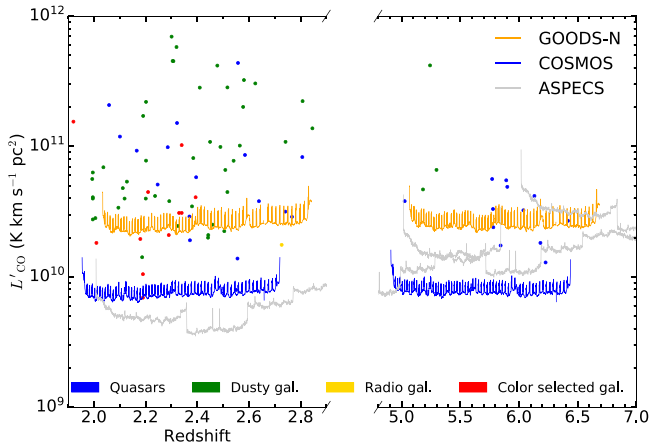 10^12
10^11
10^10
10^9
L'_CO (K km s^−1 pc^2)
GOODS-N
COSMOS
ASPECS
Quasars
Dusty gal.
Radio gal.
Color selected gal.
2.0 2.2 2.4 2.6 2.8 5.0 5.5 6.0 6.5 7.0
Redshift